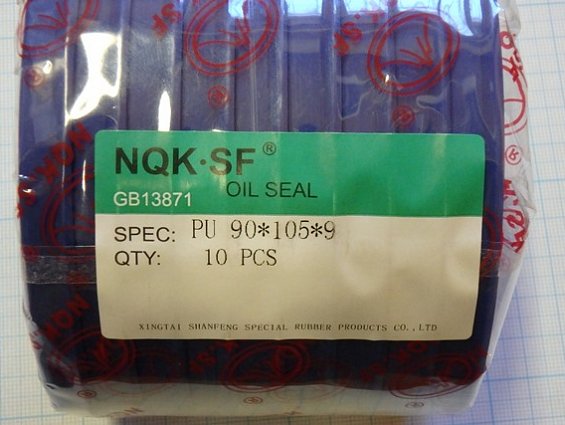 NQK·SF®
OIL SEAL
GB13871
SPEC: PU 90*105*9
QTY: 10 PCS
XINGTAI SHANFENG SPECIAL RUBBER PRODUCTS CO.,LTD